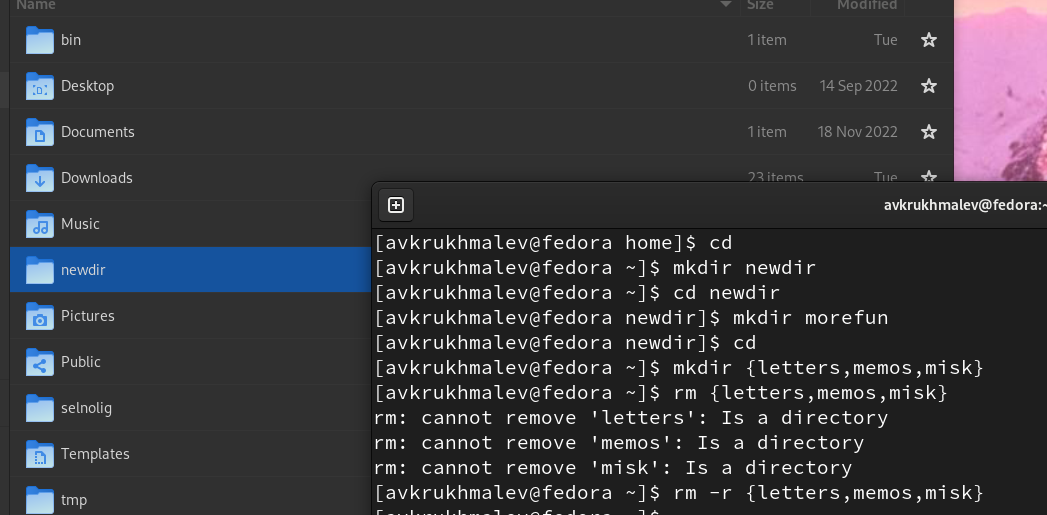 Name Size Modified
bin 1 item Tue
Desktop 0 items 14 Sep 2022
Documents 1 item 18 Nov 2022
Downloads 23 items Tue
Music
newdir
Pictures
Public
selnolig
Templates
tmp
avkrukhmalev@fedora:~
[avkrukhmalev@fedora home]$ cd
[avkrukhmalev@fedora ~]$ mkdir newdir
[avkrukhmalev@fedora ~]$ cd newdir
[avkrukhmalev@fedora newdir]$ mkdir morefun
[avkrukhmalev@fedora newdir]$ cd
[avkrukhmalev@fedora ~]$ mkdir {letters,memos,misk}
[avkrukhmalev@fedora ~]$ rm {letters,memos,misk}
rm: cannot remove 'letters': Is a directory
rm: cannot remove 'memos': Is a directory
rm: cannot remove 'misk': Is a directory
[avkrukhmalev@fedora ~]$ rm -r {letters,memos,misk}